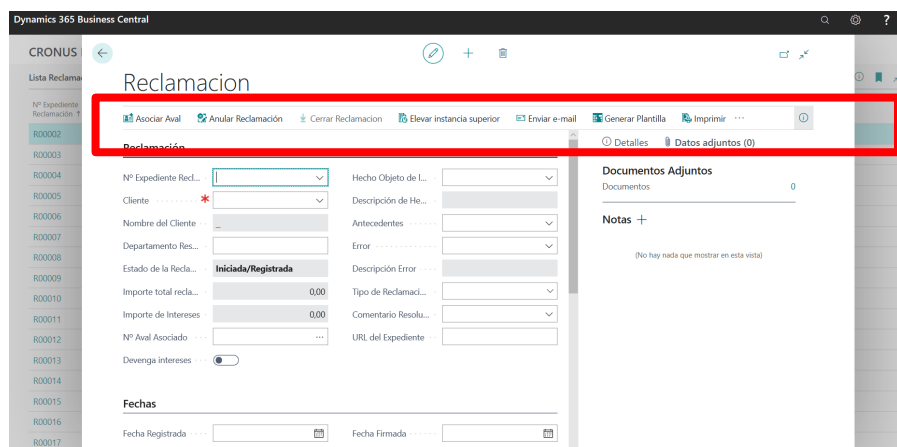 Dynamics 365 Business Central
?
CRONUS
Lista Reclama
Nº Expediente
Reclamación ↑
R00002
R00003
R00004
R00005
R00006
R00007
R00008
R00009
R00010
R00011
R00012
R00013
R00014
R00015
R00016
R00017
Reclamacion
Asociar Aval Anular Reclamación Cerrar Reclamacion Elevar instancia superior Enviar e-mail Generar Plantilla Imprimir ···
Reclamación
Nº Expediente Recl...
Cliente *
Nombre del Cliente _
Departamento Res...
Estado de la Recla... Iniciada/Registrada
Importe total recla... 0,00
Importe de Intereses 0,00
Nº Aval Asociado ...
Devenga intereses
Hecho Objeto de l...
Descripción de He...
Antecedentes
Error
Descripción Error
Tipo de Reclamaci...
Comentario Resolu...
URL del Expediente
Fechas
Fecha Registrada
Fecha Firmada
Detalles Datos adjuntos (0)
Documentos Adjuntos
Documentos 0
Notas +
(No hay nada que mostrar en esta vista)